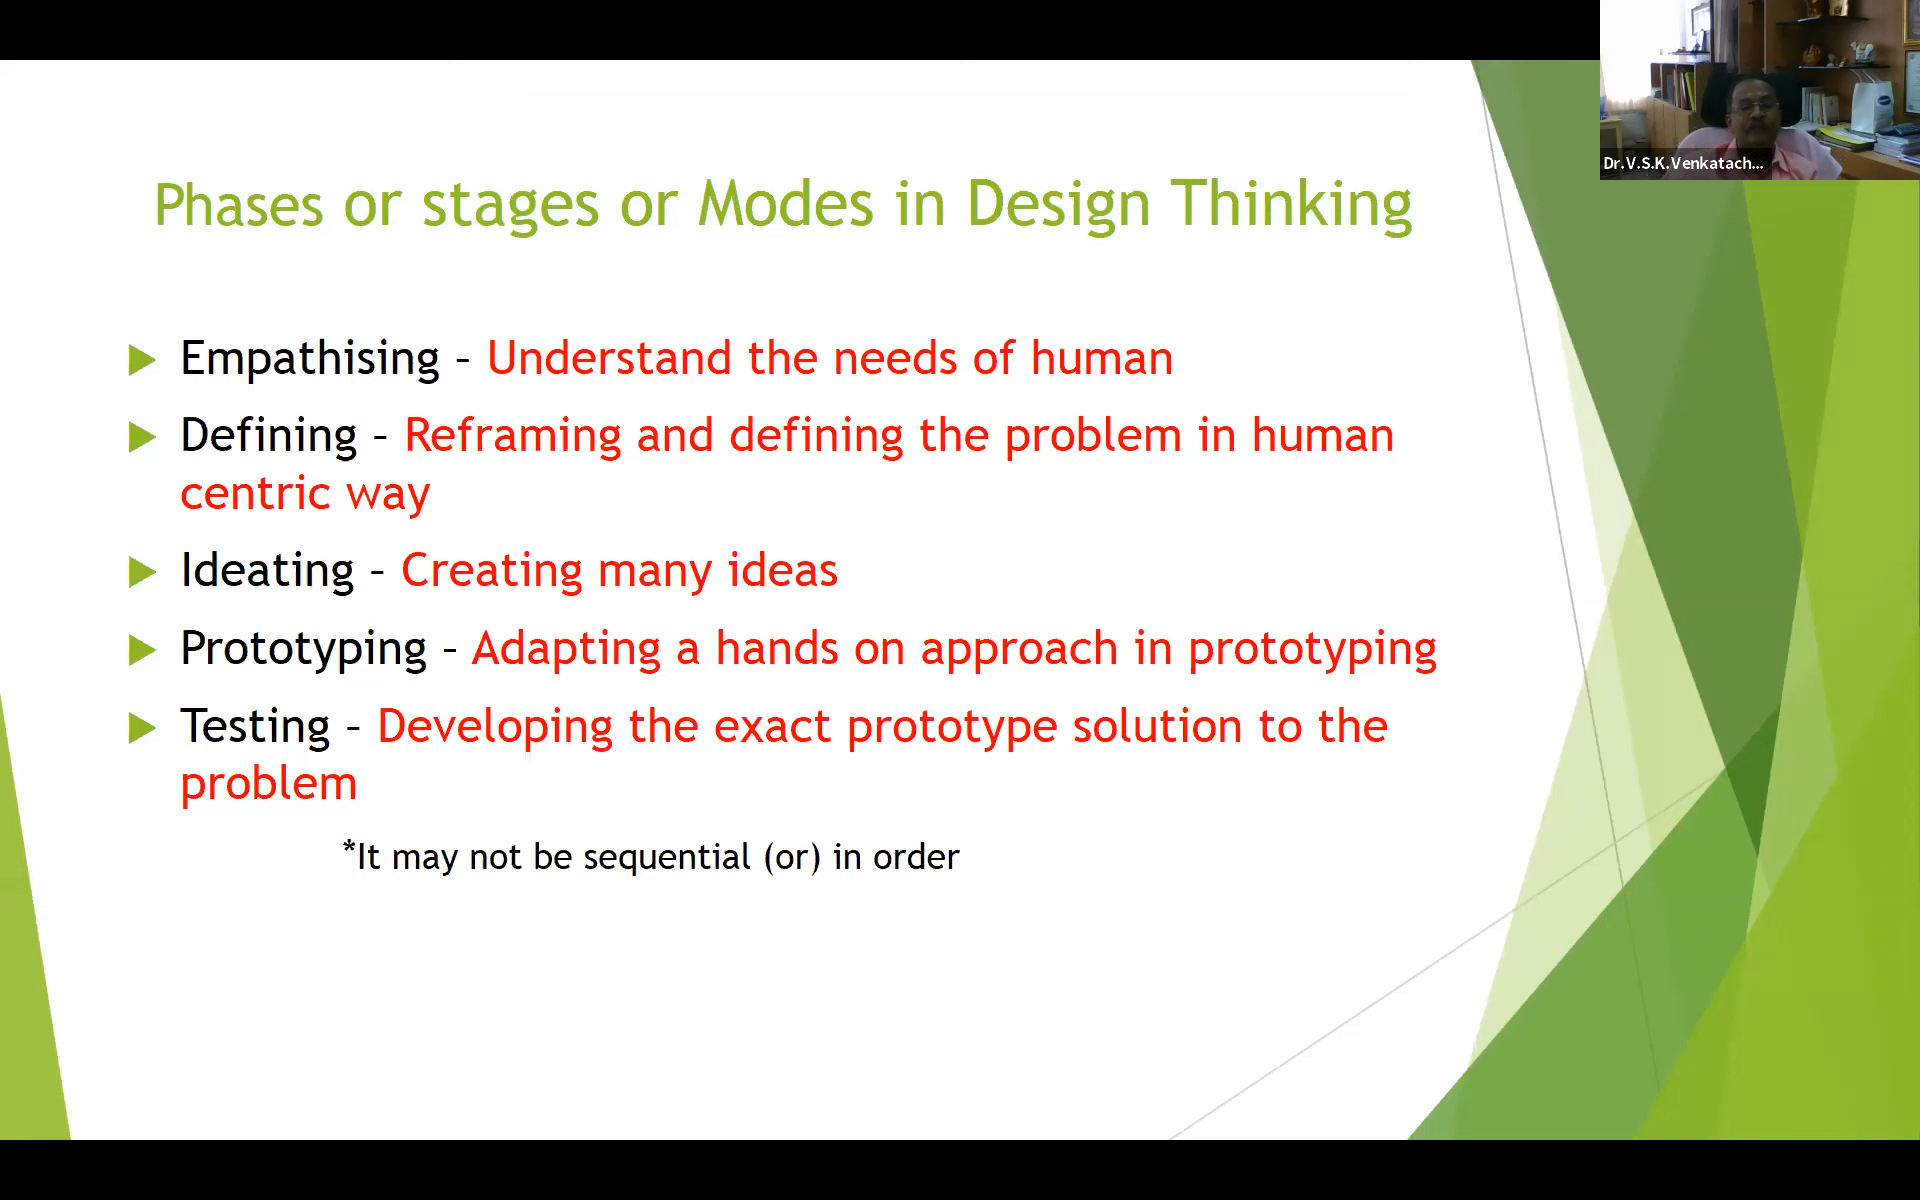 Dr.V.S.K.Venkatach...
Phases or stages or Modes in Design Thinking
Empathising – Understand the needs of human
Defining – Reframing and defining the problem in human
centric way
Ideating – Creating many ideas
Prototyping – Adapting a hands on approach in prototyping
Testing – Developing the exact prototype solution to the
problem
*It may not be sequential (or) in order